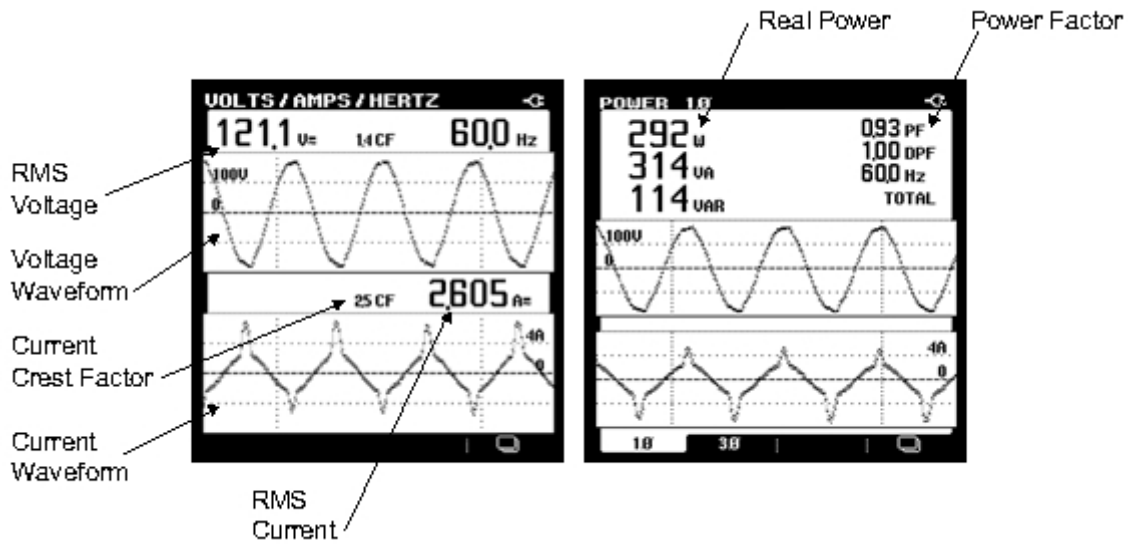 Real Power
Power Factor
VOLTS/AMPS/HERTZ
121.1 V≂ 1.4 CF 60.0 Hz
100V
0
2.5 CF 2.605 A≂
4A
0
RMS
Voltage
Voltage
Waveform
Current
Crest Factor
Current
Waveform
RMS
Current
POWER 1Ø
292 W 0.93 PF
314 VA 1.00 DPF
60.0 Hz
114 VAR TOTAL
100V
0
4A
0
1Ø 3Ø